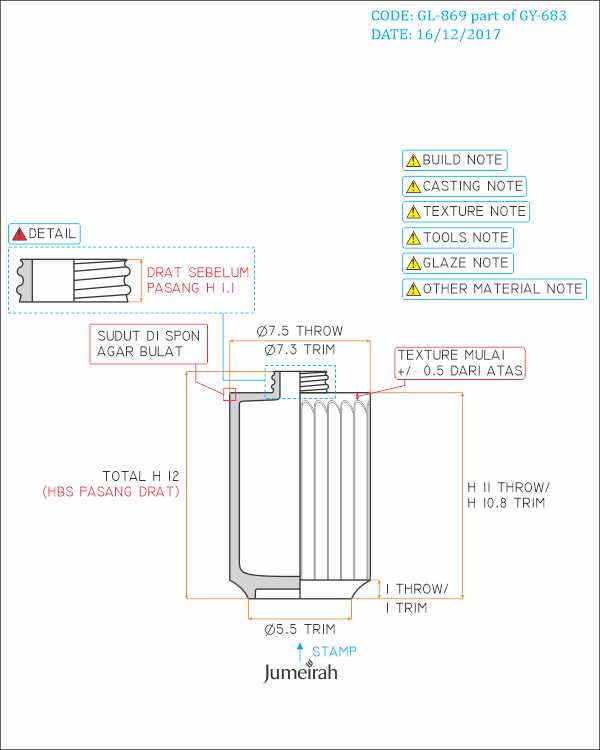 CODE: GL-869 part of GY-683
DATE: 16/12/2017
BUILD NOTE
CASTING NOTE
TEXTURE NOTE
TOOLS NOTE
GLAZE NOTE
OTHER MATERIAL NOTE
DETAIL
DRAT SEBELUM
PASANG H 1.1
SUDUT DI SPON
AGAR BULAT
Ø7.5 THROW
Ø7.3 TRIM
TEXTURE MULAI
+/- 0.5 DARI ATAS
TOTAL H 12
(HBS PASANG DRAT)
H 11 THROW/
H 10.8 TRIM
1 THROW/
1 TRIM
Ø5.5 TRIM
STAMP
Jumeirah